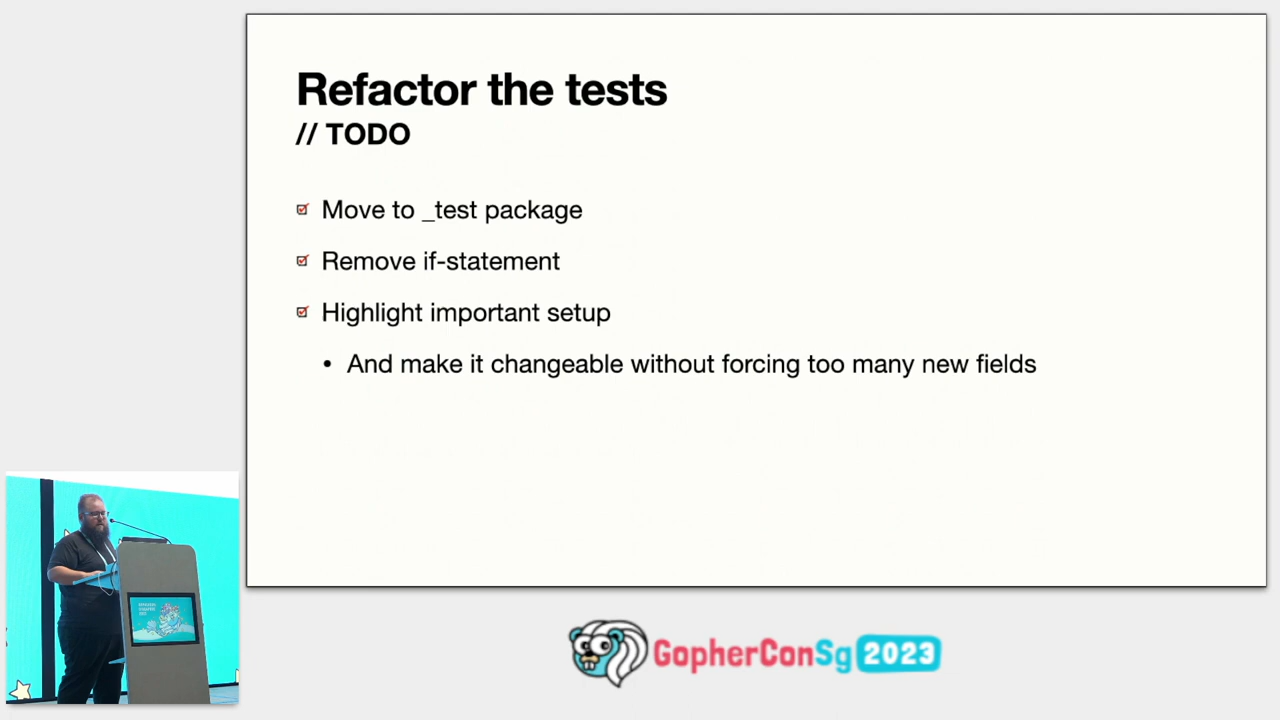 Refactor the tests
// TODO
Move to _test package
Remove if-statement
Highlight important setup
• And make it changeable without forcing too many new fields
GopherConSg 2023